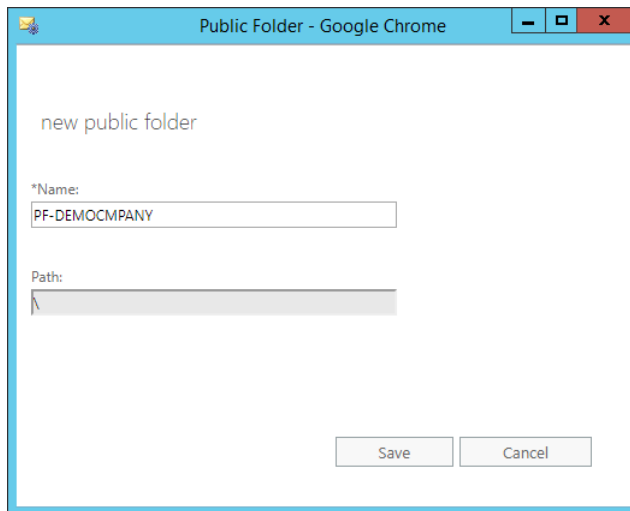 Public Folder - Google Chrome
new public folder
*Name:
PF-DEMOCMPANY
Path:
\
Save Cancel